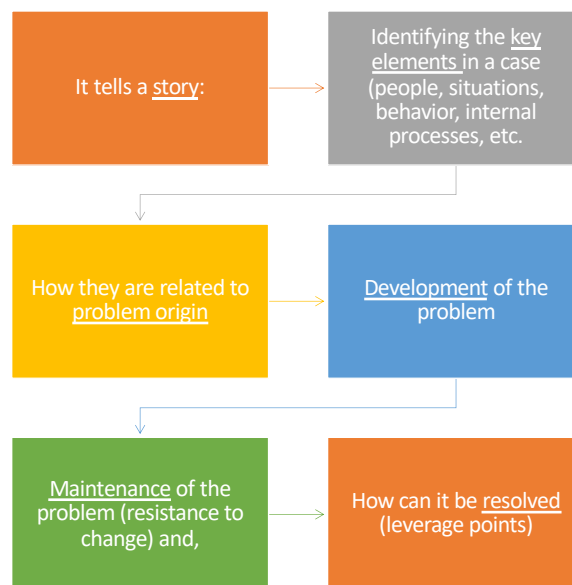 It tells a story:
Identifying the key
elements in a case
(people, situations,
behavior, internal
processes, etc.
How they are related to
problem origin
Development of the
problem
Maintenance of the
problem (resistance to
change) and,
How can it be resolved
(leverage points)